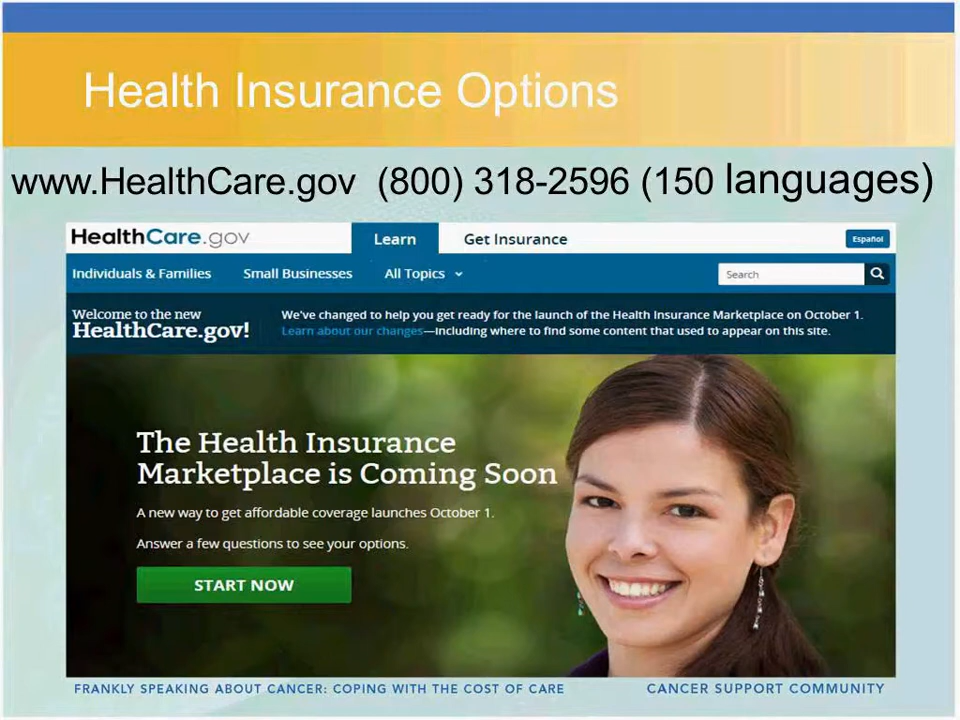 Health Insurance Options
www.HealthCare.gov (800) 318-2596 (150 languages)
HealthCare.gov Learn Get Insurance Español
Individuals & Families Small Businesses All Topics Search
Welcome to the new We've changed to help you get ready for the launch of the Health Insurance Marketplace on October 1.
HealthCare.gov! Learn about our changes—including where to find some content that used to appear on this site.
The Health Insurance
Marketplace is Coming Soon
A new way to get affordable coverage launches October 1.
Answer a few questions to see your options.
START NOW
FRANKLY SPEAKING ABOUT CANCER: COPING WITH THE COST OF CARE CANCER SUPPORT COMMUNITY